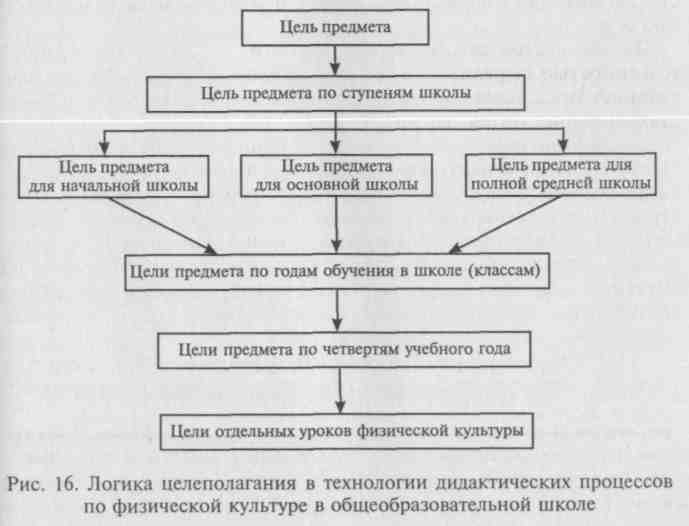 Цель предмета
Цель предмета по ступеням школы
Цель предмета
для начальной школы
Цель предмета
для основной школы
Цель предмета для
полной средней школы
Цели предмета по годам обучения в школе (классам)
Цели предмета по четвертям учебного года
Цели отдельных уроков физической культуры
Рис. 16. Логика целеполагания в технологии дидактических процессов
по физической культуре в общеобразовательной школе